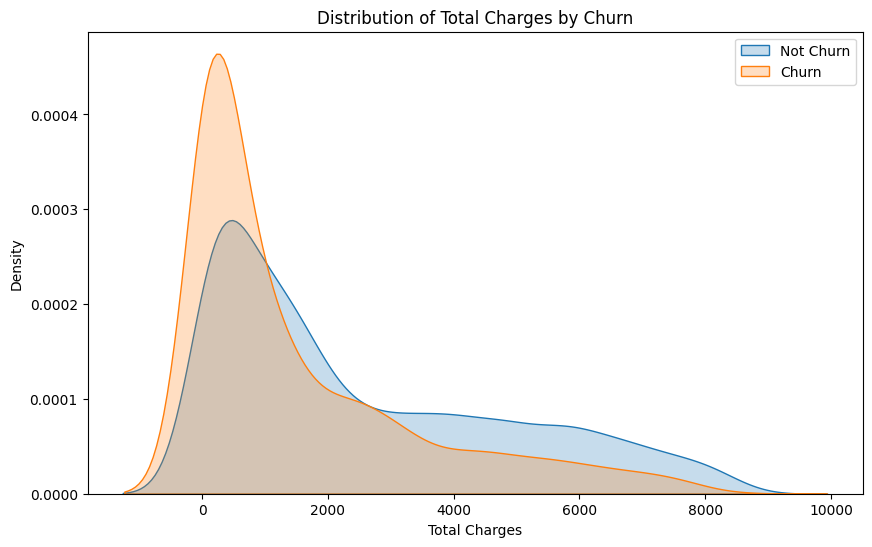 Distribution of Total Charges by Churn
Not Churn
Churn
Density
0.0004
0.0003
0.0002
0.0001
0.0000
0
2000
4000
6000
8000
10000
Total Charges